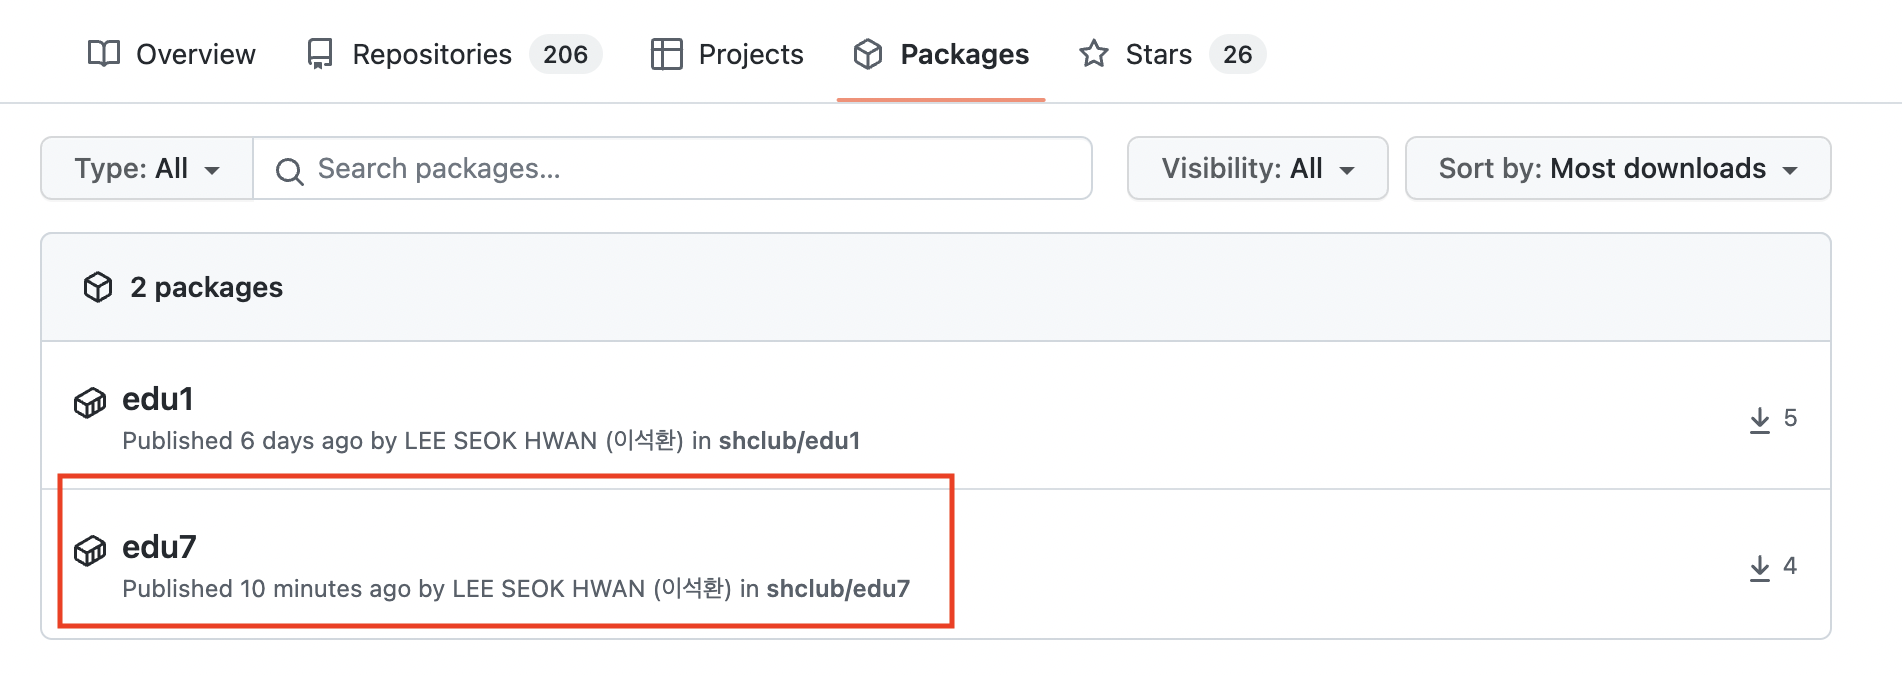 Overview Repositories 206 Projects Packages Stars 26
Type: All Search packages... Visibility: All Sort by: Most downloads
2 packages
edu1
Published 6 days ago by LEE SEOK HWAN (이석환) in shclub/edu1
5
edu7
Published 10 minutes ago by LEE SEOK HWAN (이석환) in shclub/edu7
4